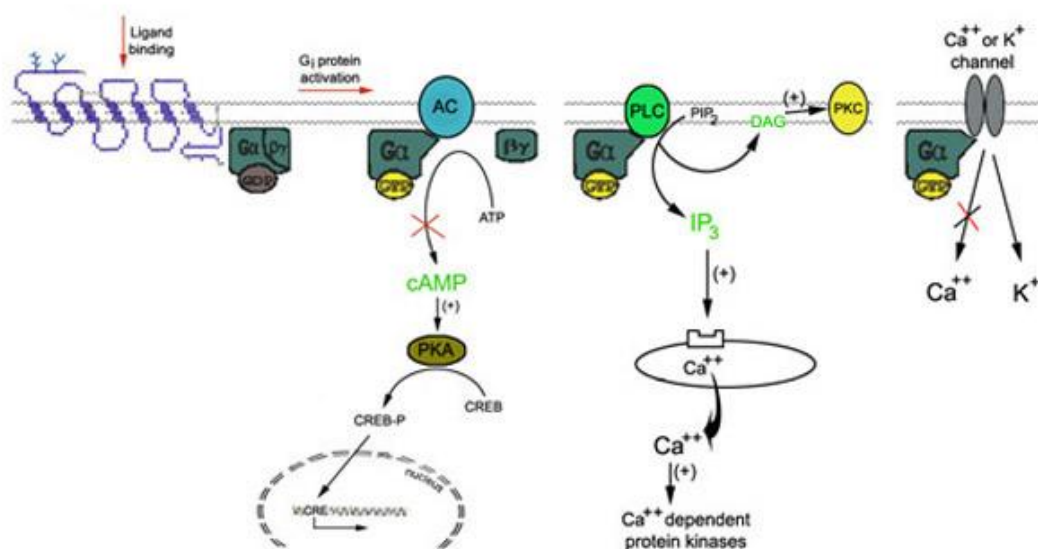 Ligand
binding
Gi protein
activation
Gα βγ
GDP
AC
Gα
GTP
βγ
ATP
cAMP
(+)
PKA
CREB
CREB-P
nucleus
CRE
PLC
PIP2
DAG
(+)
PKC
Gα
GTP
IP3
(+)
Ca++
Ca++
(+)
Ca++ dependent
protein kinases
Ca++ or K+
channel
Gα
GTP
Ca++
K+